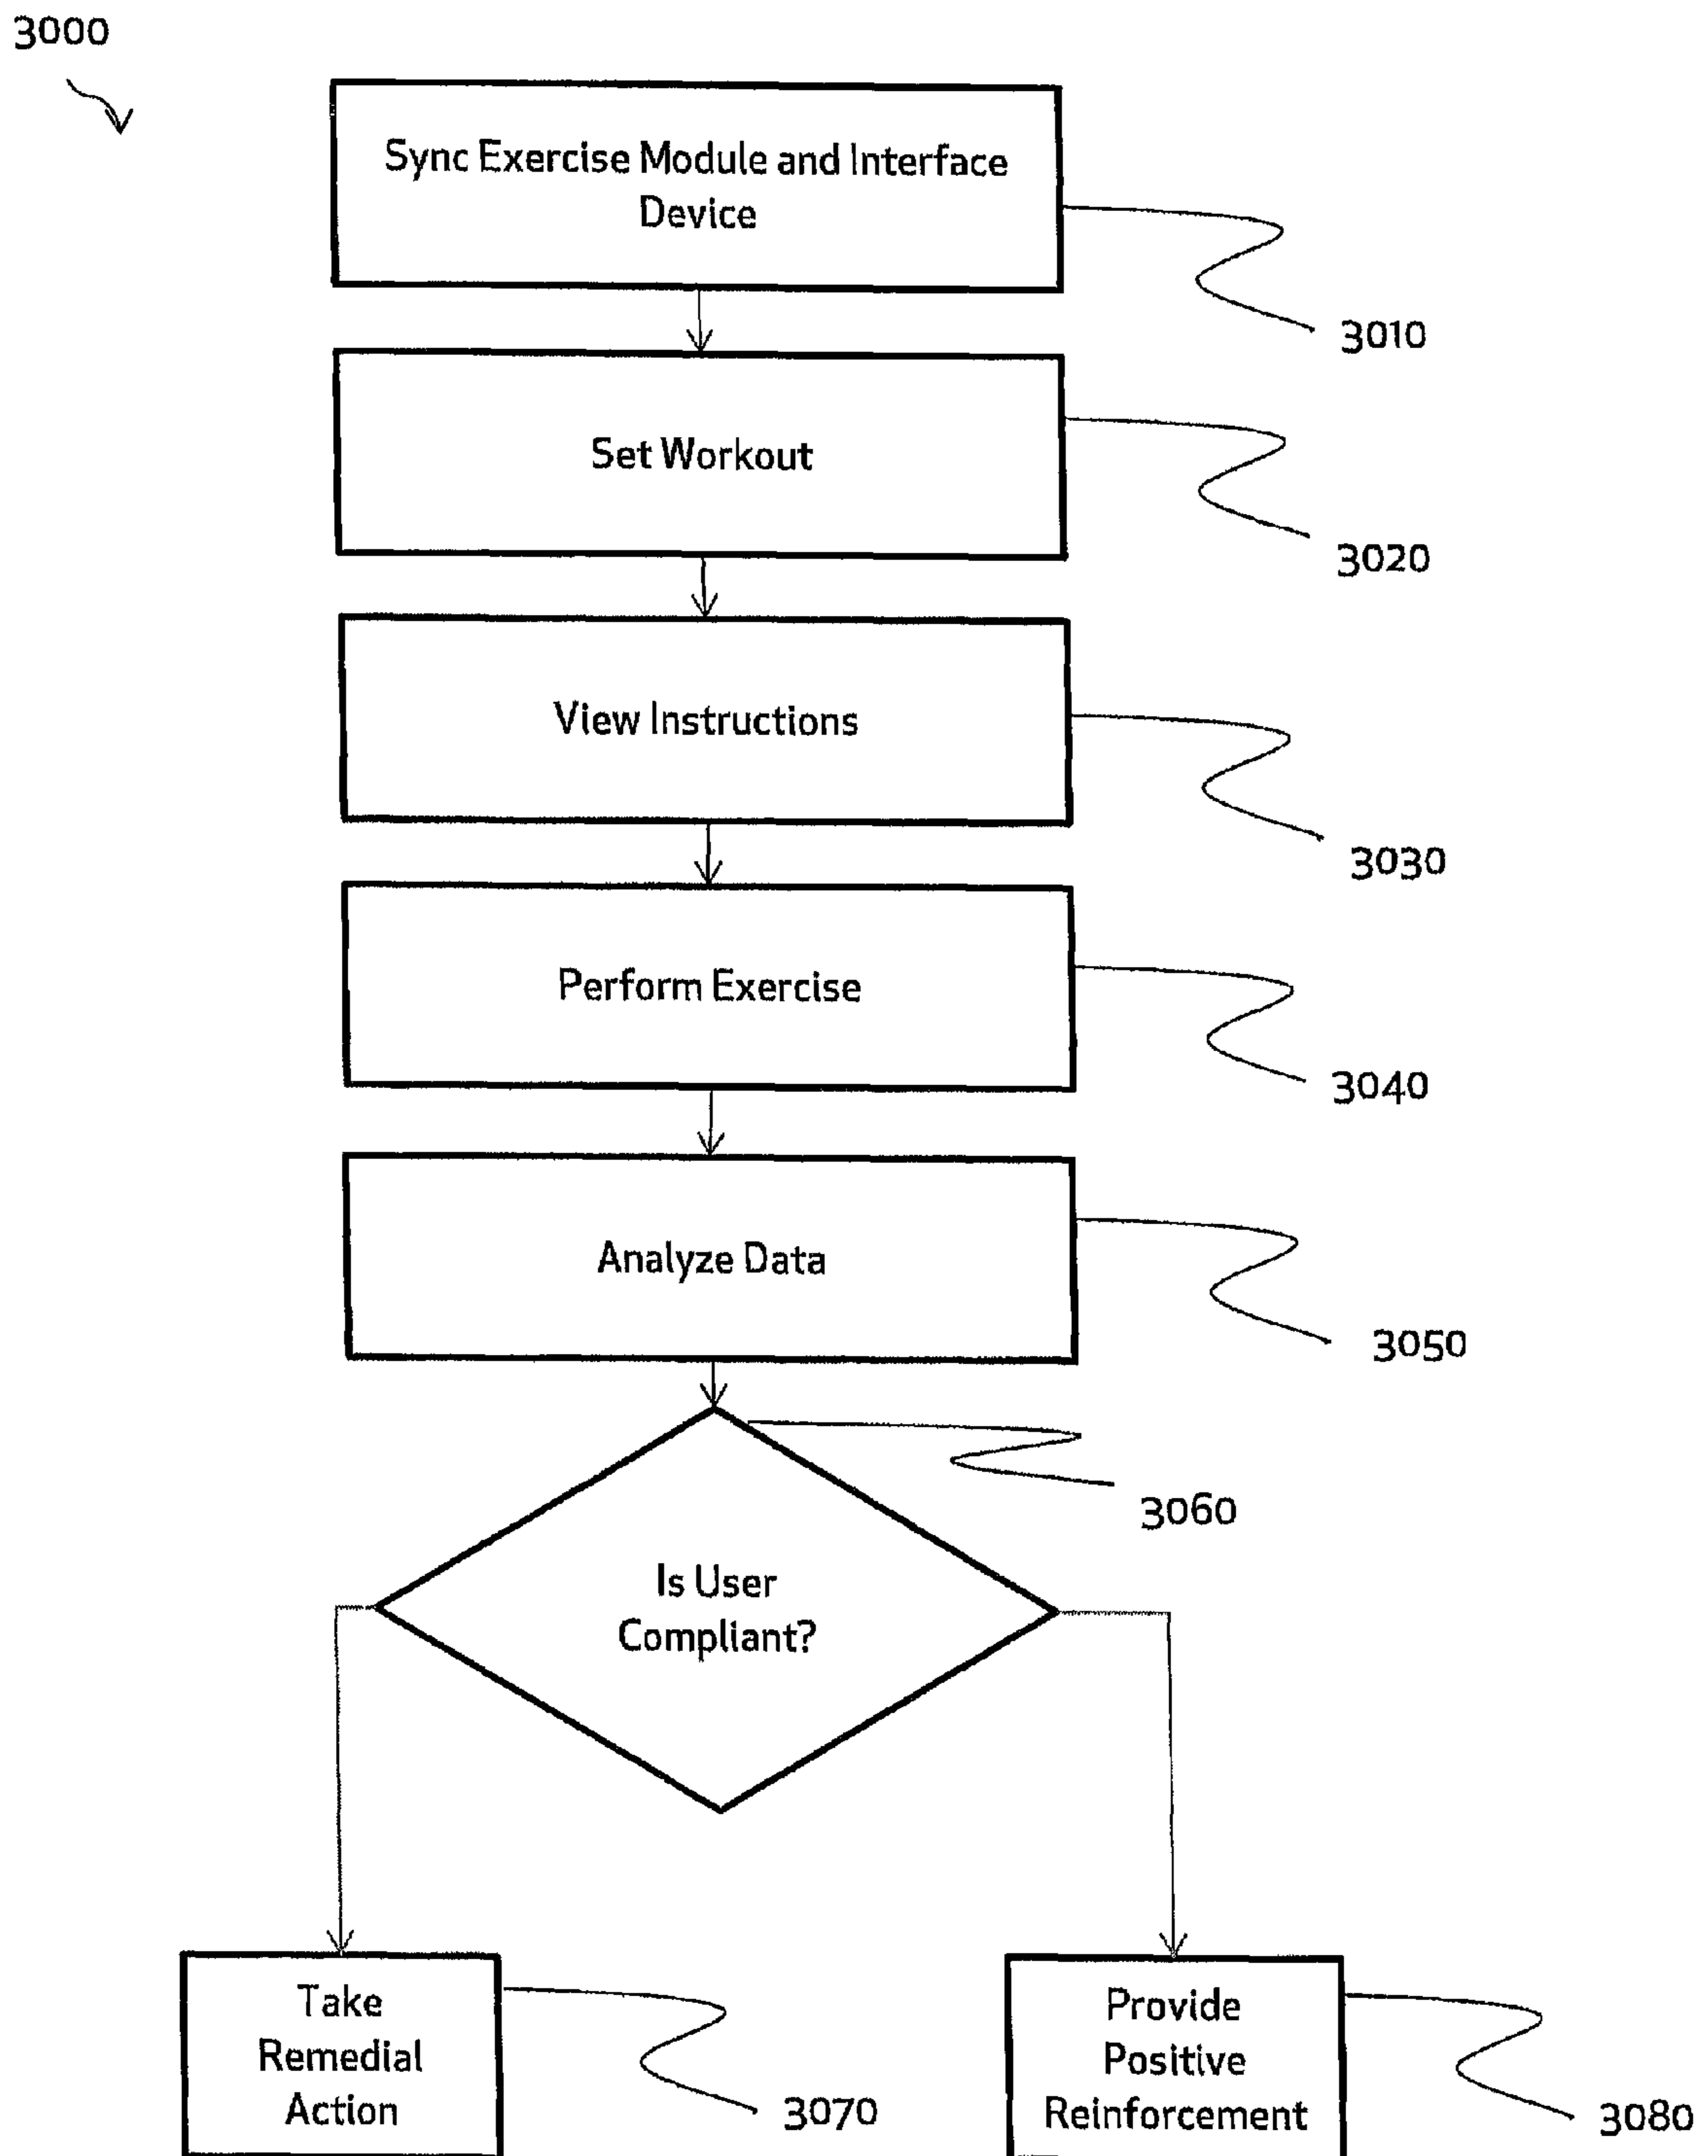 3000
Sync Exercise Module and Interface
Device
3010
Set Workout
3020
View Instructions
3030
Perform Exercise
3040
Analyze Data
3050
3060
Is User
Compliant?
Take
Remedial
Action
3070
Provide
Positive
Reinforcement
3080